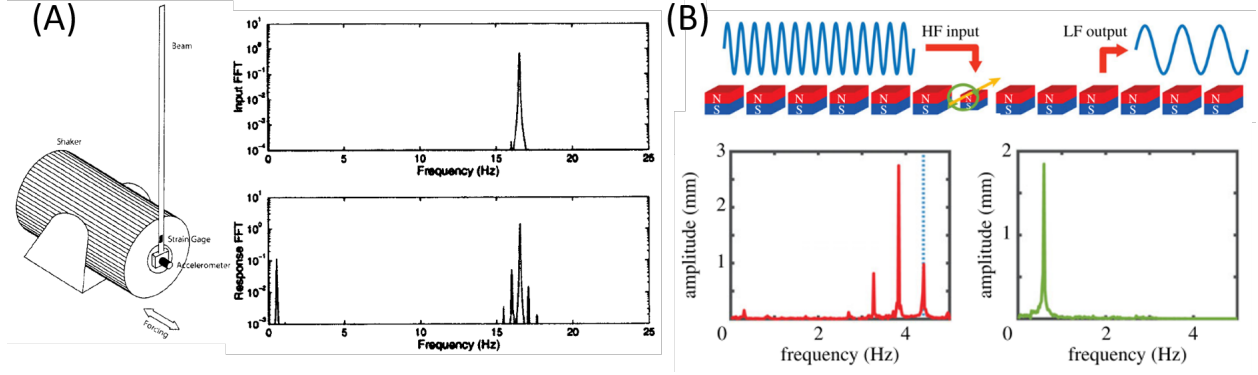 (A)
Beam
Shaker
Strain Gage
Accelerometer
Forcing
Input FFT
10¹
10⁰
10⁻¹
10⁻²
10⁻³
10⁻⁴
0 5 10 15 20 25
Frequency (Hz)
Response FFT
10¹
10⁰
10⁻¹
10⁻²
10⁻³
0 5 10 15 20 25
Frequency (Hz)
(B)
HF input
LF output
N N N N N N N N N N N N
S S S S S S S S S S S S S
amplitude (mm)
3
2
1
0 2 4
frequency (Hz)
amplitude (mm)
2
1
0 2 4
frequency (Hz)